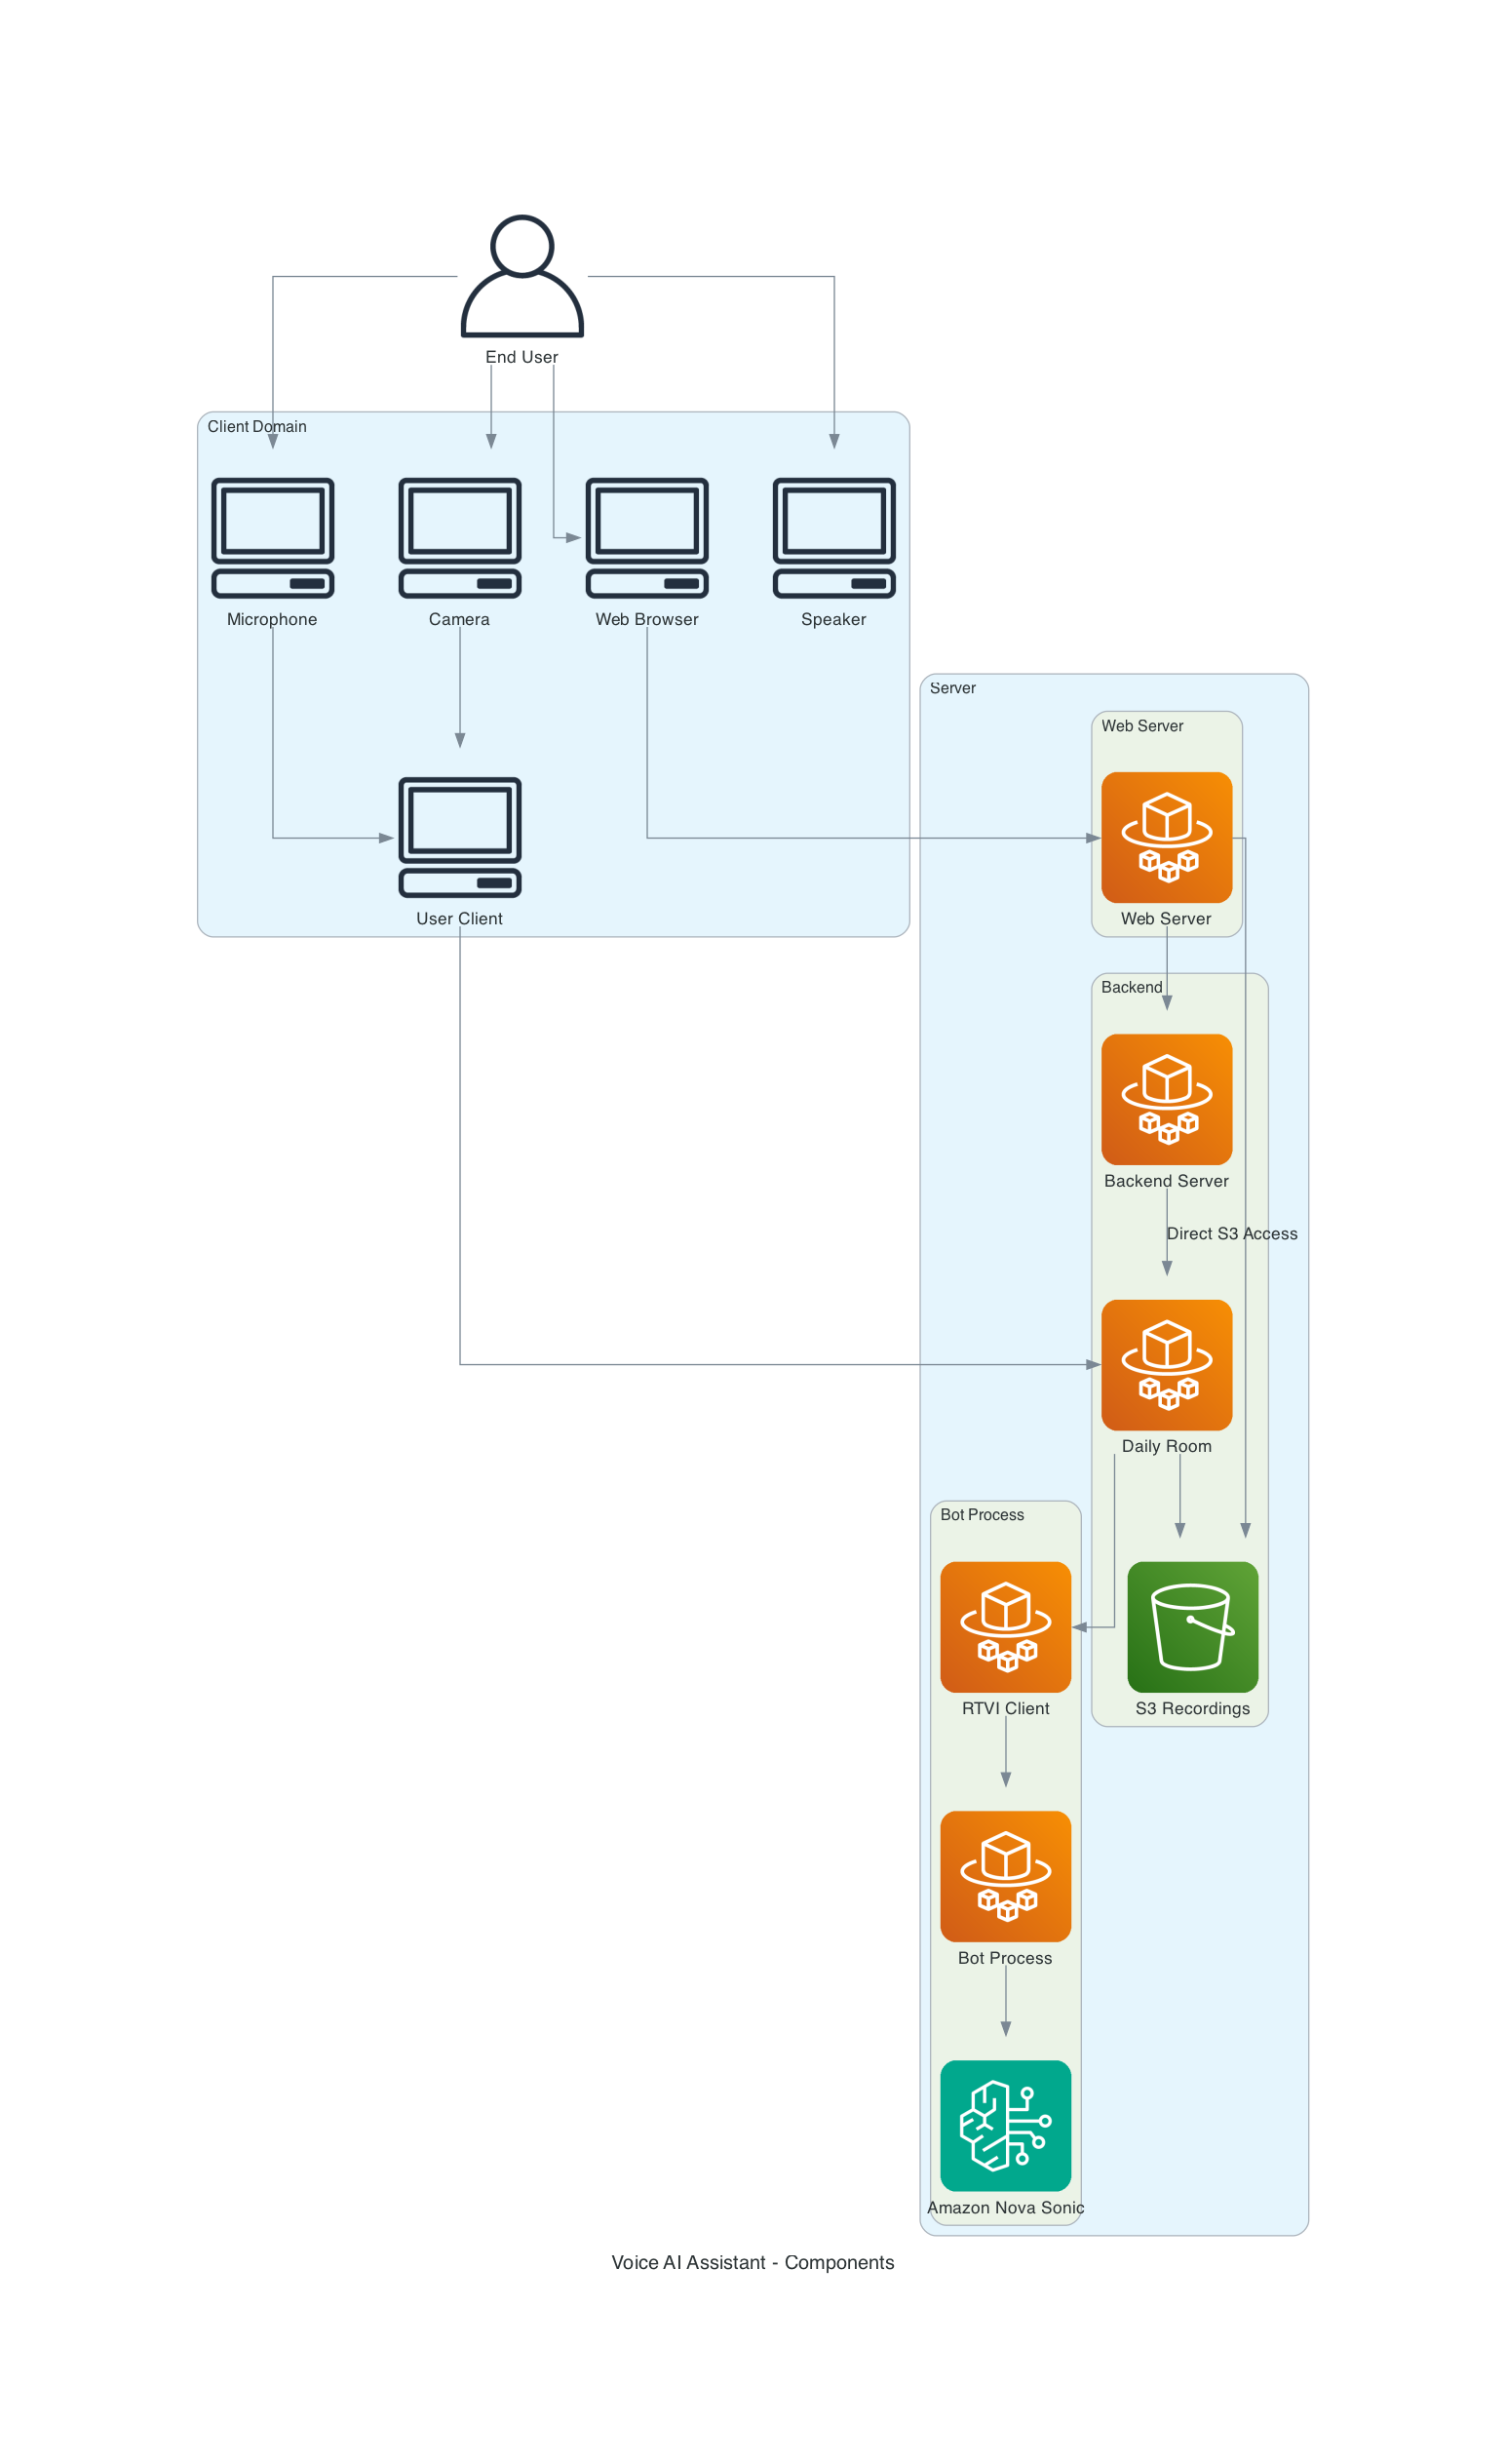 End User
Client Domain
Microphone
Camera
Web Browser
Speaker
User Client
Server
Web Server
Web Server
Backend
Backend Server
Direct S3 Access
Daily Room
Bot Process
RTVI Client
S3 Recordings
Bot Process
Amazon Nova Sonic
Voice AI Assistant - Components